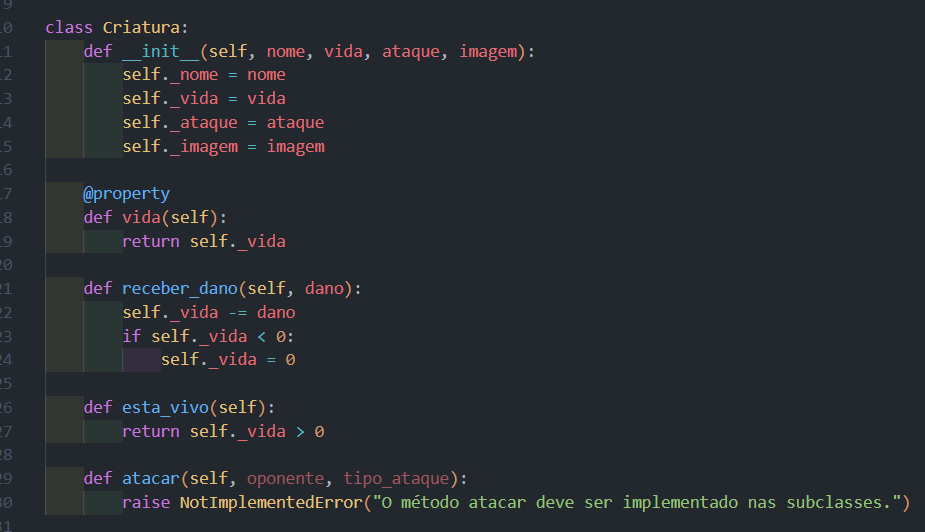 class Criatura:
    def __init__(self, nome, vida, ataque, imagem):
        self._nome = nome
        self._vida = vida
        self._ataque = ataque
        self._imagem = imagem
    @property
    def vida(self):
        return self._vida
    def receber_dano(self, dano):
        self._vida -= dano
        if self._vida < 0:
            self._vida = 0
    def esta_vivo(self):
        return self._vida > 0
    def atacar(self, oponente, tipo_ataque):
        raise NotImplementedError("O método atacar deve ser implementado nas subclasses.")